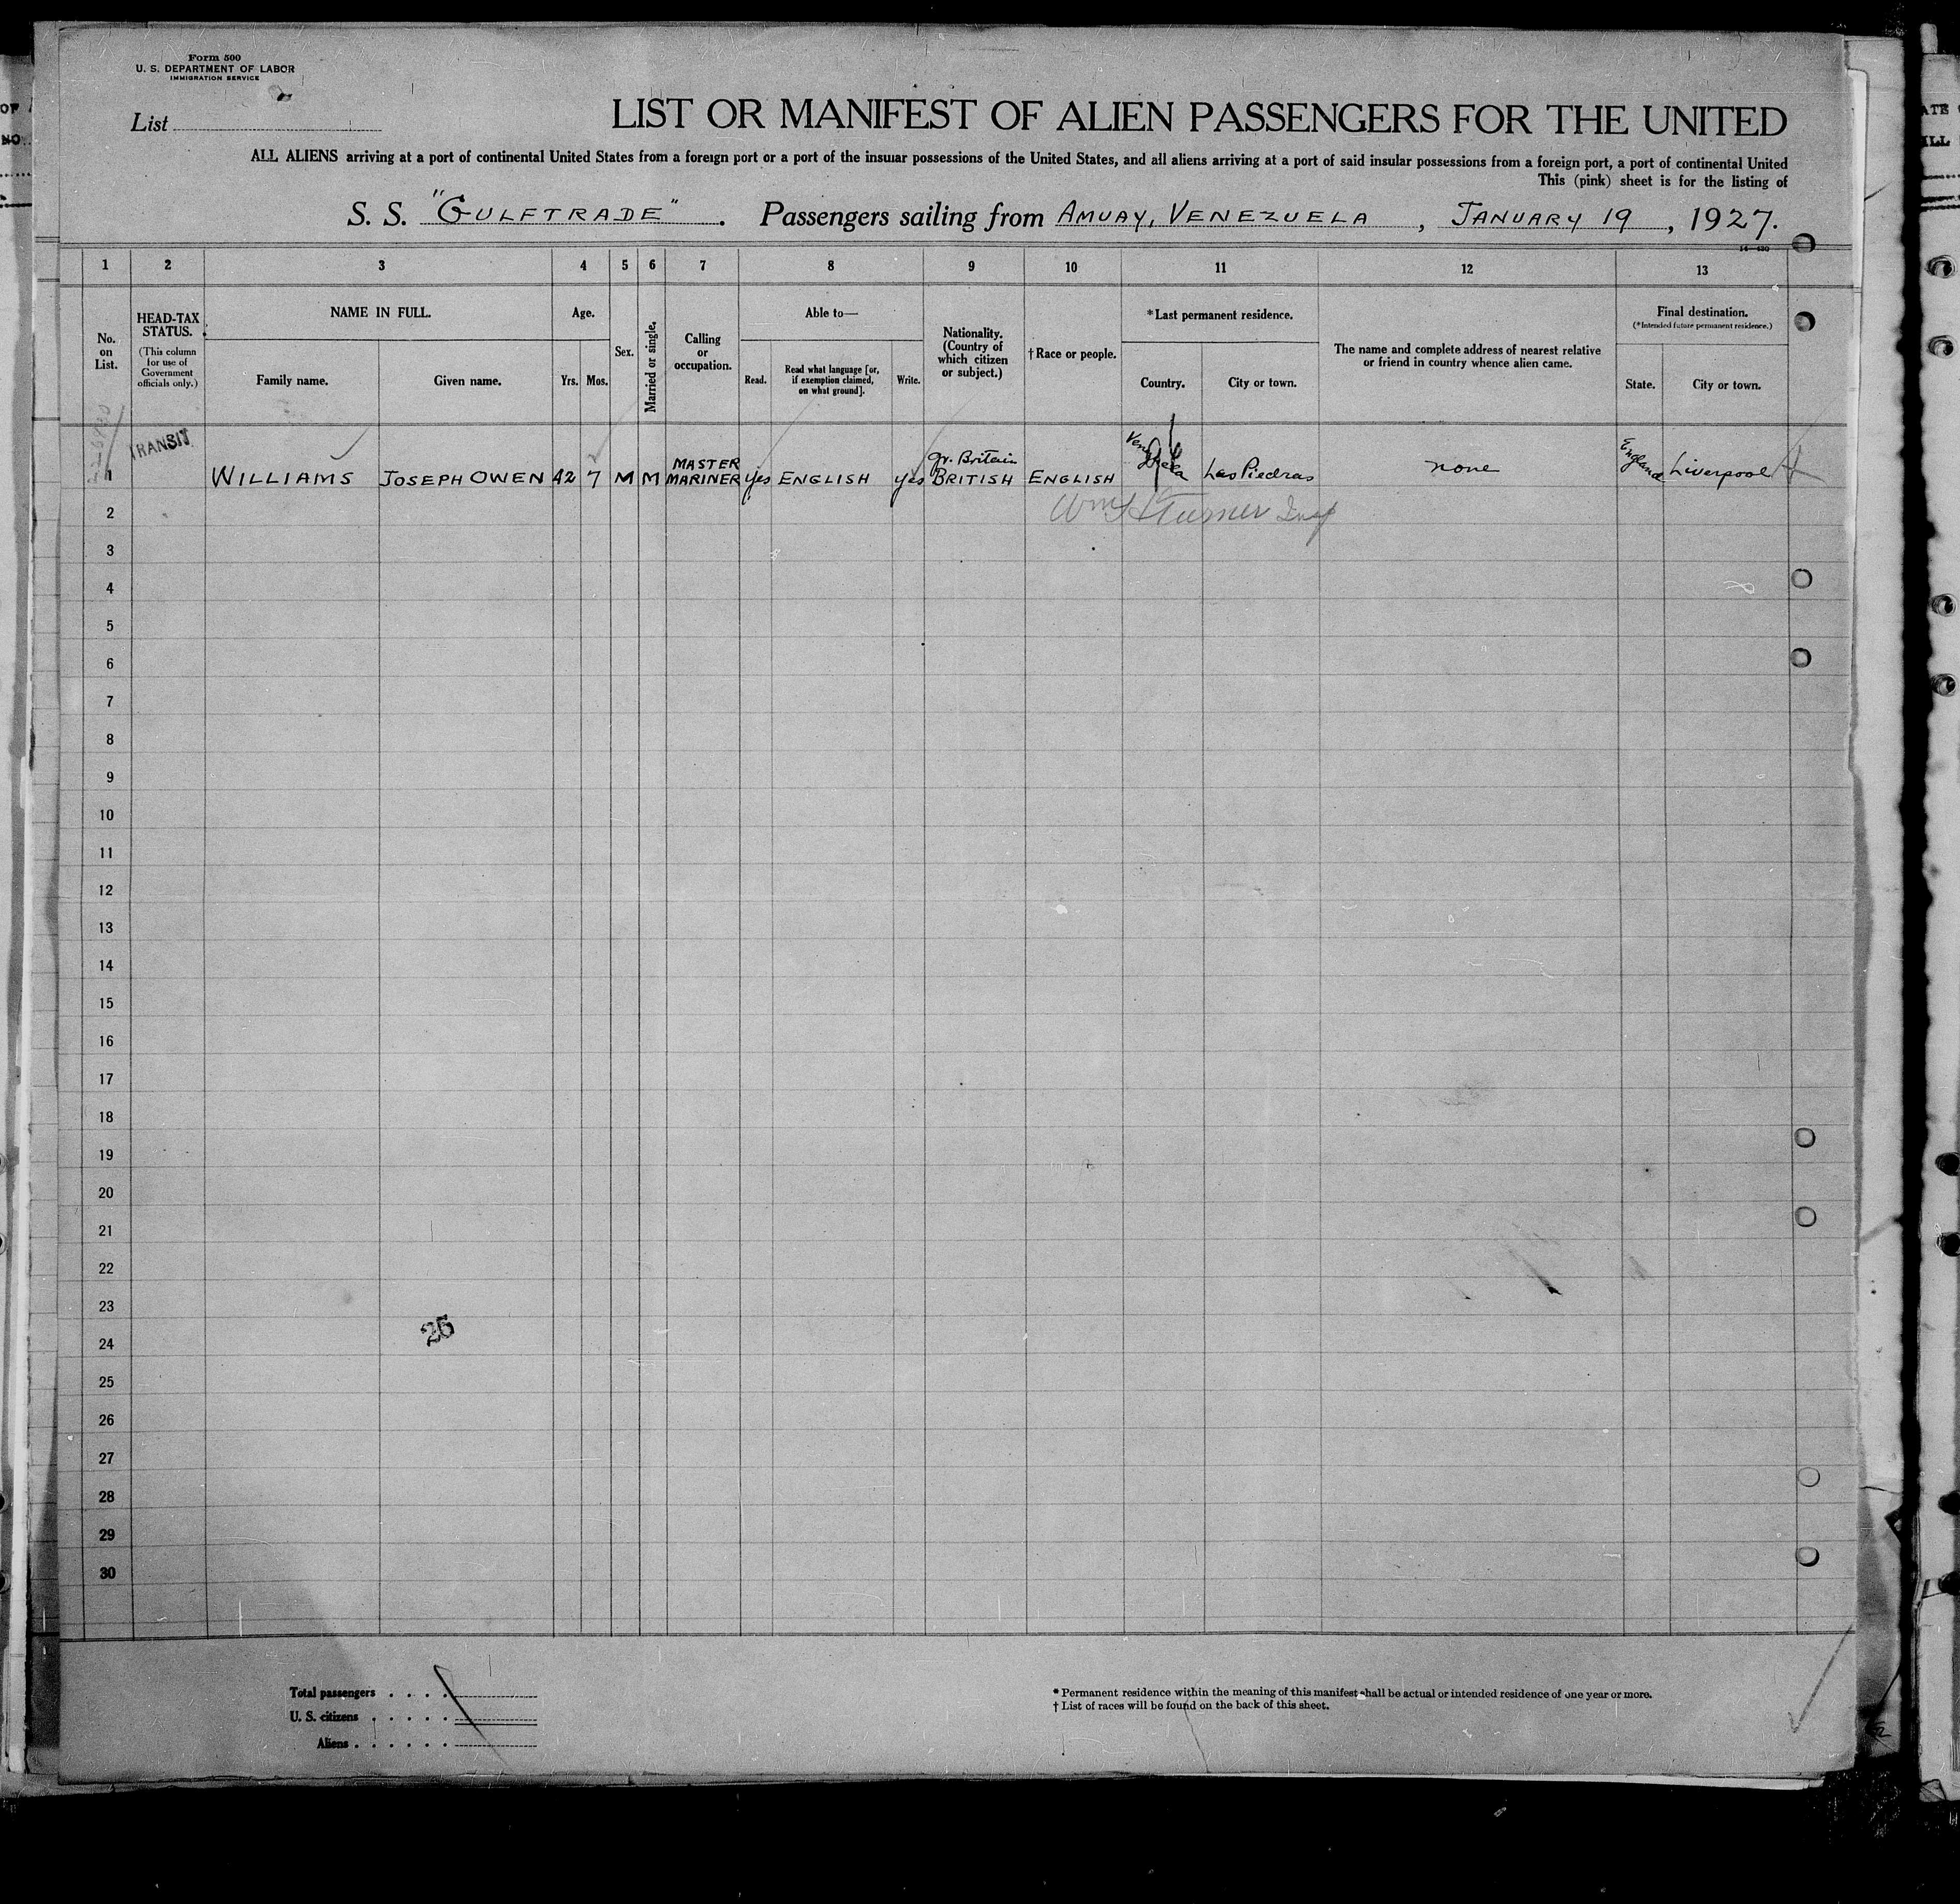 Form 500
U. S. DEPARTMENT OF LABOR
IMMIGRATION SERVICE
List
LIST OR MANIFEST OF ALIEN PASSENGERS FOR THE UNITED
ALL ALIENS arriving at a port of continental United States from a foreign port or a port of the insular possessions of the United States, and all aliens arriving at a port of said insular possessions from a foreign port, a port of continental United
This (pink) sheet is for the listing of
S. S. "GULFTRADE". Passengers sailing from AMUAY, VENEZUELA, JANUARY 19, 1927.
1 2 3 4 5 6 7 8 9 10 11 12 13
No. on List.
HEAD-TAX STATUS.
(This column for use of Government officials only.)
NAME IN FULL.
Family name. Given name.
Age.
Yrs. Mos.
Sex.
Married or single.
Calling or occupation.
Able to—
Read. Read what language [or, if exemption claimed, on what ground]. Write.
Nationality. (Country of which citizen or subject.)
†Race or people.
*Last permanent residence.
Country. City or town.
The name and complete address of nearest relative or friend in country whence alien came.
Final destination.
(*Intended future permanent residence.)
State. City or town.
TRANSIT
1 WILLIAMS JOSEPH OWEN 42 7 M M MASTER MARINER yes ENGLISH yes Gr. Britain BRITISH ENGLISH Las Piedras none England Liverpool
2 Turner Insp
3
4
5
6
7
8
9
10
11
12
13
14
15
16
17
18
19
20
21
22
23
25
24
25
26
27
28
29
30
Total passengers
U. S. citizens
Aliens
* Permanent residence within the meaning of this manifest shall be actual or intended residence of one year or more.
† List of races will be found on the back of this sheet.